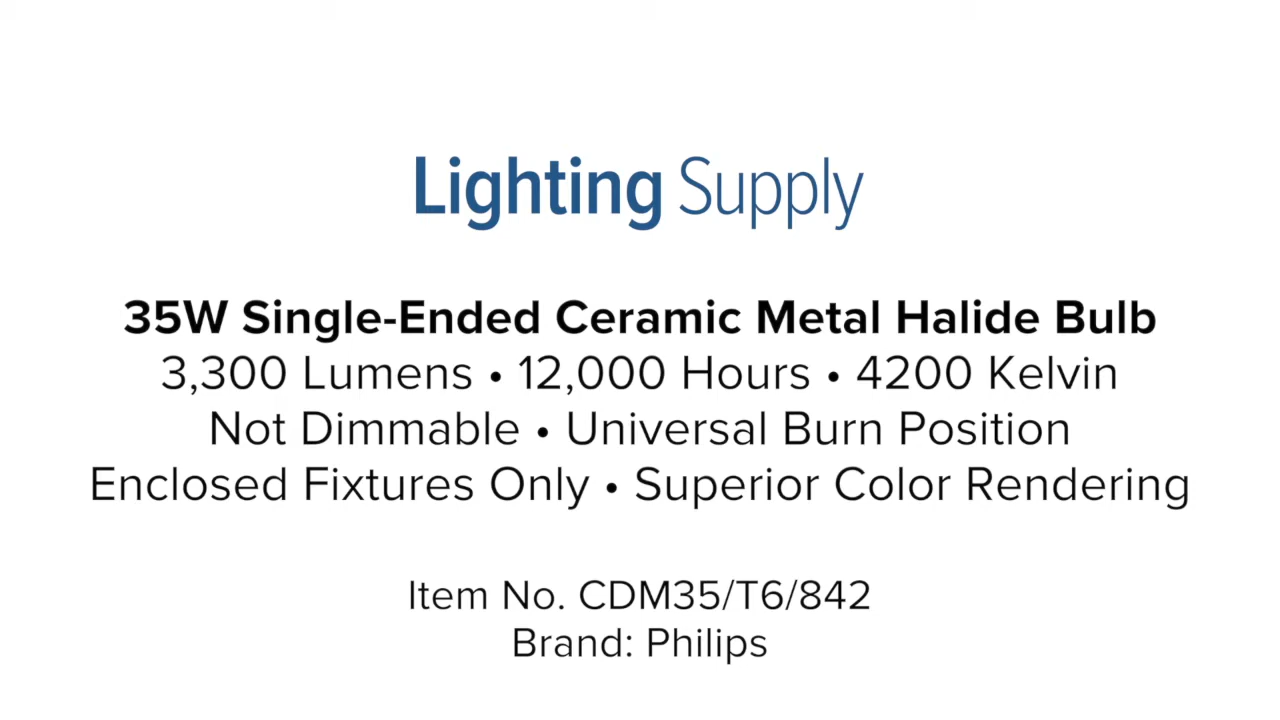 Lighting Supply
35W Single-Ended Ceramic Metal Halide Bulb
3,300 Lumens • 12,000 Hours • 4200 Kelvin
Not Dimmable • Universal Burn Position
Enclosed Fixtures Only • Superior Color Rendering
Item No. CDM35/T6/842
Brand: Philips